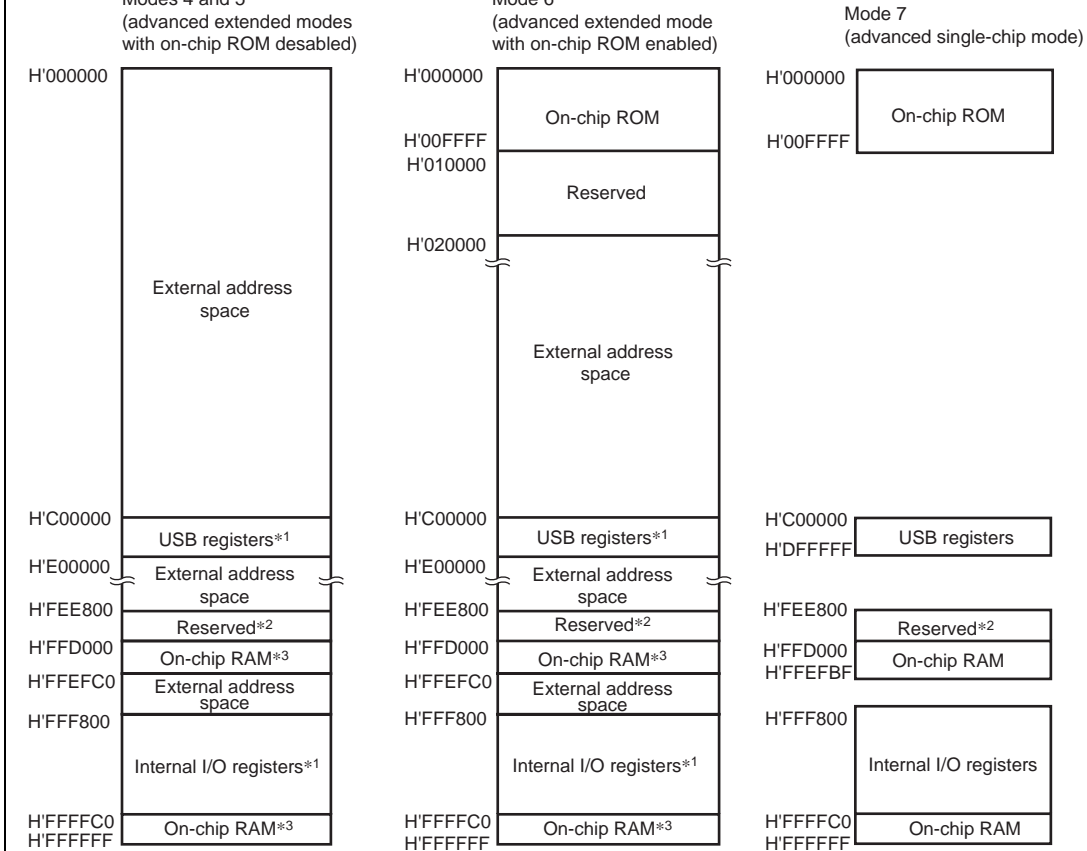 Modes 4 and 5
(advanced extended modes
with on-chip ROM desabled)
H'000000
External address
space
H'C00000
USB registers*1
H'E00000
External address
space
H'FEE800
Reserved*2
H'FFD000
On-chip RAM*3
H'FFEFC0
External address
space
H'FFF800
Internal I/O registers*1
H'FFFFC0
On-chip RAM*3
H'FFFFFF
Mode 6
(advanced extended mode
with on-chip ROM enabled)
H'000000
On-chip ROM
H'00FFFF
H'010000
Reserved
H'020000
External address
space
H'C00000
USB registers*1
H'E00000
External address
space
H'FEE800
Reserved*2
H'FFD000
On-chip RAM*3
H'FFEFC0
External address
space
H'FFF800
Internal I/O registers*1
H'FFFFC0
On-chip RAM*3
H'FFFFFF
Mode 7
(advanced single-chip mode)
H'000000
On-chip ROM
H'00FFFF
H'C00000
USB registers
H'DFFFFF
H'FEE800
Reserved*2
H'FFD000
On-chip RAM
H'FFEFBF
H'FFF800
Internal I/O registers
H'FFFFC0
On-chip RAM
H'FFFFFF